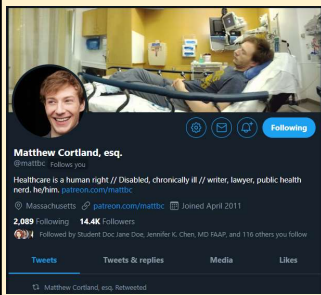 Following
Matthew Cortland, esq.
@mattbc Follows you
Healthcare is a human right // Disabled, chronically ill // writer, lawyer, public health
nerd. he/him. patreon.com/mattbc
Massachusetts patreon.com/mattbc Joined April 2011
2,089 Following 14.4K Followers
Followed by Student Doc Jane Doe, Jennifer K. Chen, MD FAAP, and 116 others you follow
Tweets Tweets & replies Media Likes
Matthew Cortland, esq. Retweeted